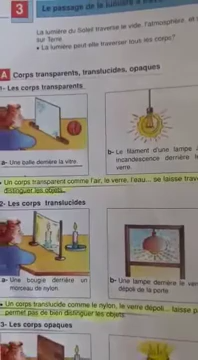 3 Le passage de la lumière à
La lumière du Soleil traverse le vide, l'atmosphère, et
sur Terre.
• La lumière peut-elle traverser tous les corps?
A Corps transparents, translucides, opaques
1- Les corps transparents
a- Une bulle derrière la vitre
b- Le filament d'une lampe
incandescence derrière
verre.
• Un corps transparent comme l'air, le verre, l'eau... se laisse
distinguer les objets.
2- Les corps translucides
a- Une bougie derrière un
morceau de nylon.
b- Une lampe derrière le
dépoli de la porte
• Un corps translucide comme le nylon, le verre dépoli... laisse
permet pas de bien distinguer les objets.
3- Les corps opaques